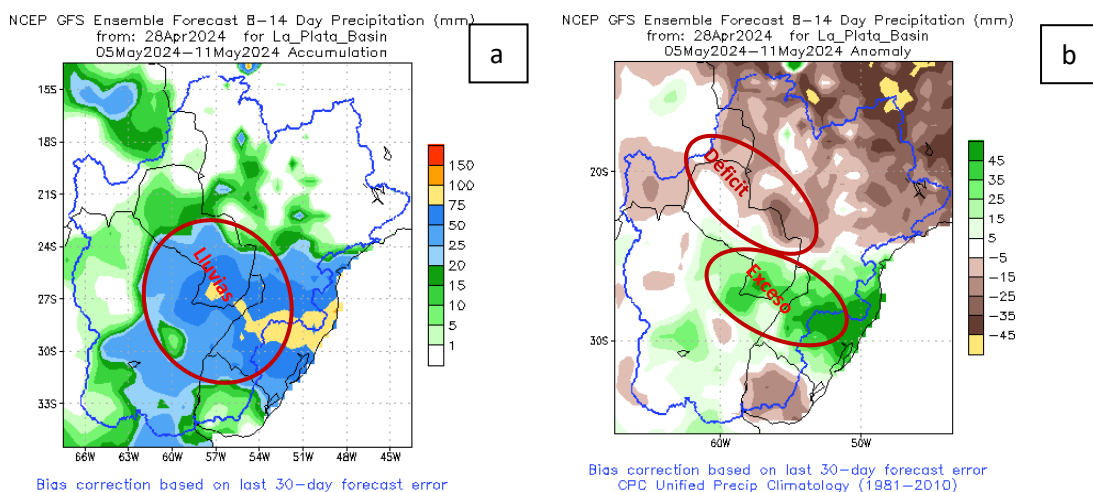 NCEP GFS Ensemble Forecast 8-14 Day Precipitation (mm)
from: 28Apr2024 for La_Plata_Basin
05May2024-11May2024 Accumulation
a
15S
18S
21S
24S
27S
30S
33S
66W 63W 60W 57W 54W 51W 48W 45W
Lluvias
150
100
75
50
25
20
15
10
5
1
Bias correction based on last 30-day forecast error
NCEP GFS Ensemble Forecast 8-14 Day Precipitation (mm)
from: 28Apr2024 for La_Plata_Basin
05May2024-11May2024 Anomaly
b
20S
30S
60W 50W
Deficit
Exceso
45
35
25
15
5
-5
-15
-25
-35
-45
Bias correction based on last 30-day forecast error
CPC Unified Precip Climatology (1981-2010)